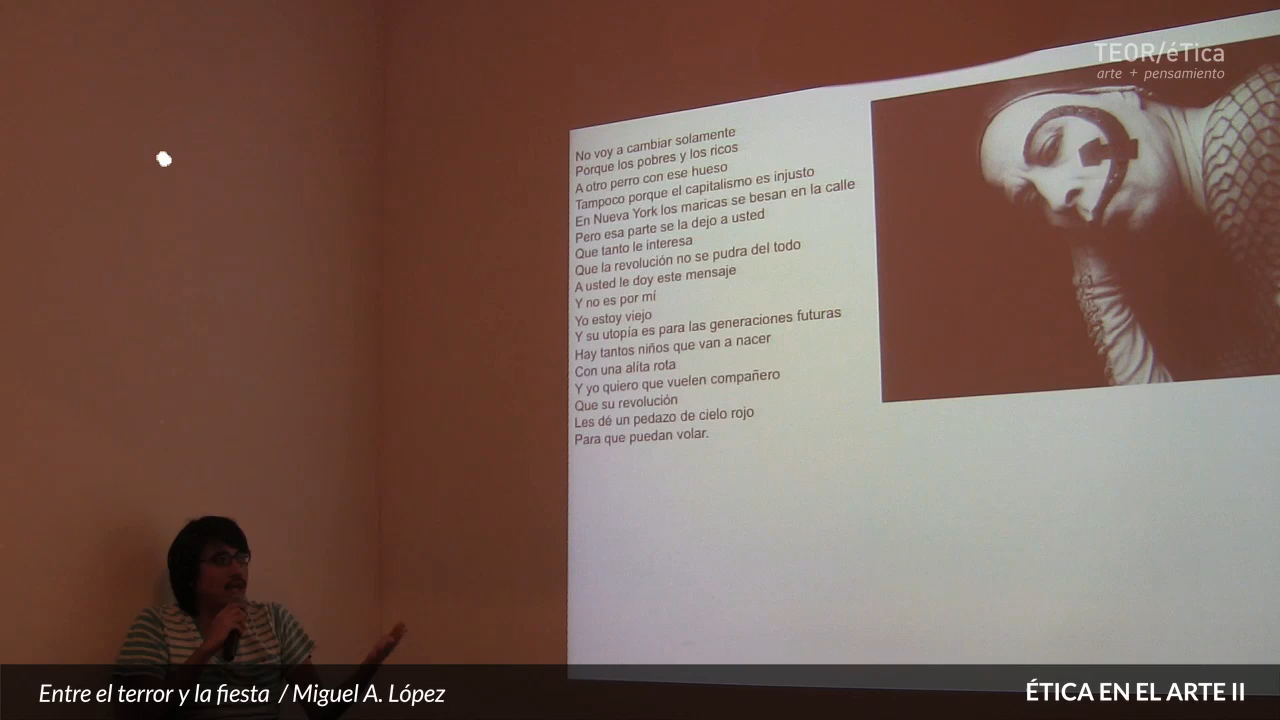 TEOR/éTica
arte + pensamiento
No voy a cambiar solamente
Porque los pobres y los ricos
A otro perro con ese hueso
Tampoco porque el capitalismo es injusto
En Nueva York los maricas se besan en la calle
Pero esa parte se la dejo a usted
Que tanto le interesa
Que la revolución no se pudra del todo
A usted le doy este mensaje
Y no es por mí
Yo estoy viejo
Y su utopía es para las generaciones futuras
Hay tantos niños que van a nacer
Con una alíta rota
Y yo quiero que vuelen compañero
Que su revolución
Les dé un pedazo de cielo rojo
Para que puedan volar.
Entre el terror y la fiesta / Miguel A. López
ÉTICA EN EL ARTE II